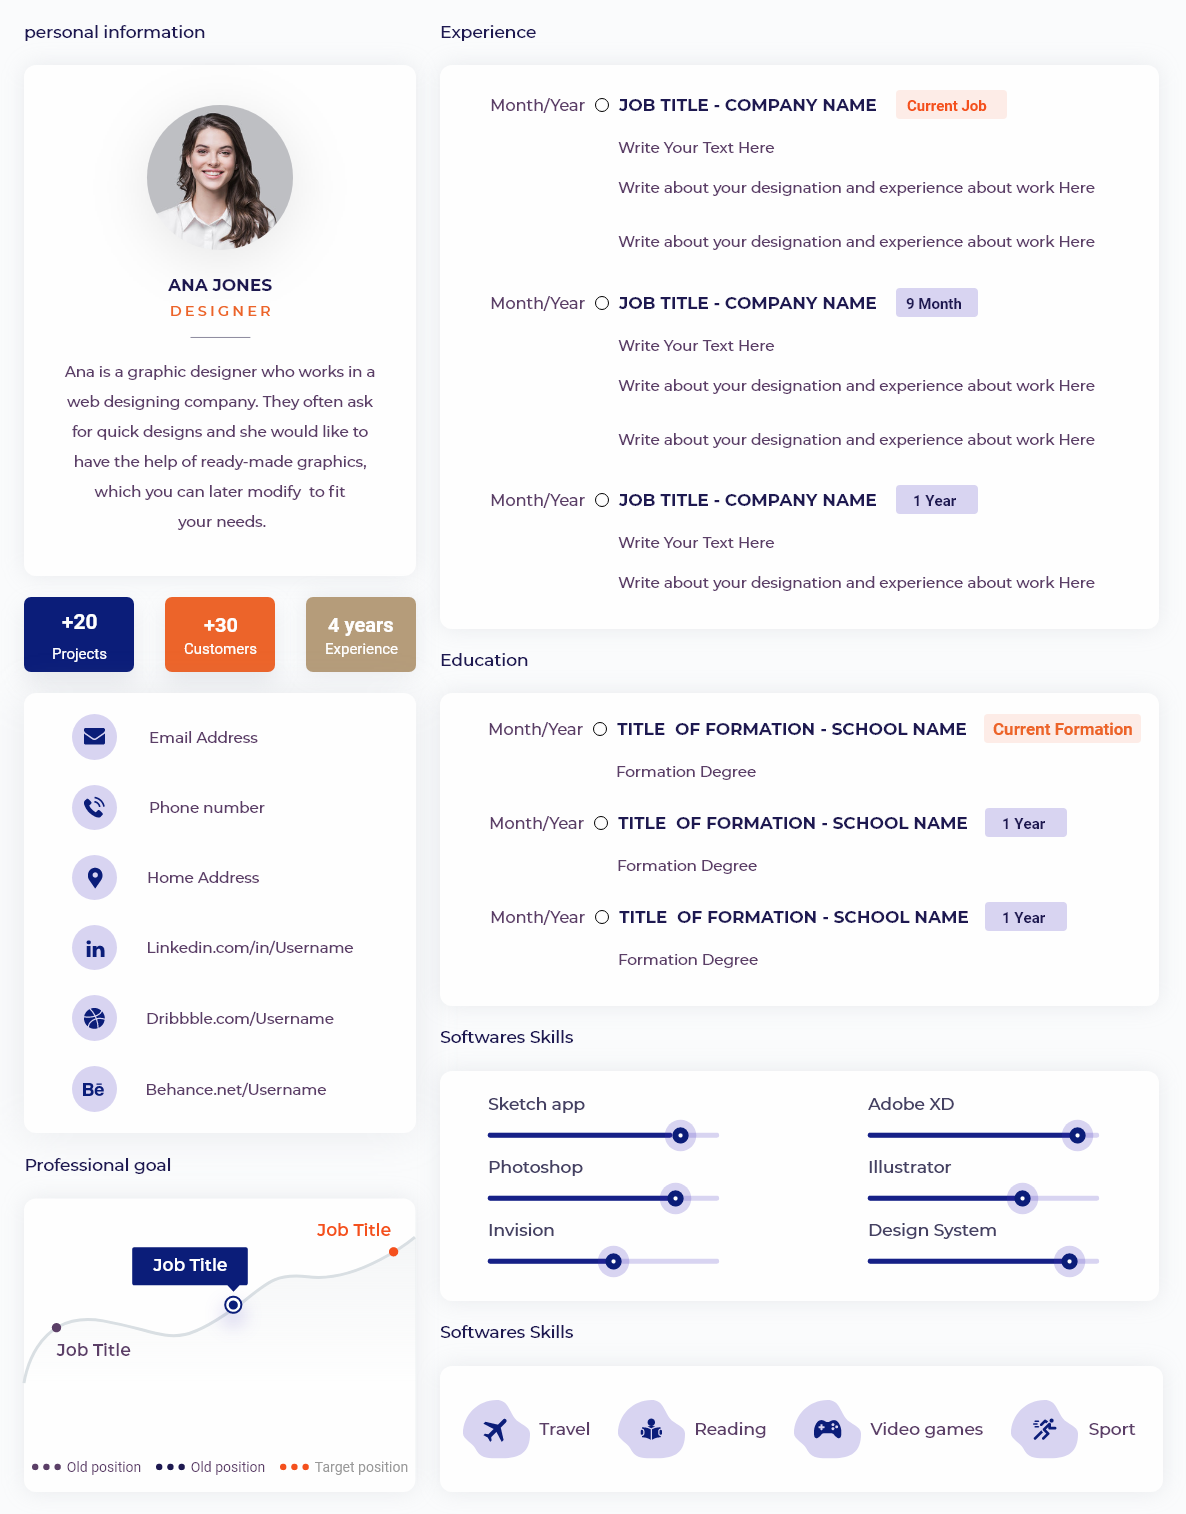 personal information
ANA JONES
DESIGNER
Ana is a graphic designer who works in a
web designing company. They often ask
for quick designs and she would like to
have the help of ready-made graphics,
which you can later modify  to fit
your needs.
+20
Projects
+30
Customers
4 years
Experience
Email Address
Phone number
Home Address
Linkedin.com/in/Username
Dribbble.com/Username
Bē
Behance.net/Username
Professional goal
Job Title
Job Title
Job Title
Old position
Old position
Target position
Experience
Month/Year JOB TITLE - COMPANY NAME Current Job
Write Your Text Here
Write about your designation and experience about work Here
Write about your designation and experience about work Here
Month/Year JOB TITLE - COMPANY NAME 9 Month
Write Your Text Here
Write about your designation and experience about work Here
Write about your designation and experience about work Here
Month/Year JOB TITLE - COMPANY NAME 1 Year
Write Your Text Here
Write about your designation and experience about work Here
Education
Month/Year TITLE  OF FORMATION - SCHOOL NAME Current Formation
Formation Degree
Month/Year TITLE  OF FORMATION - SCHOOL NAME 1 Year
Formation Degree
Month/Year TITLE  OF FORMATION - SCHOOL NAME 1 Year
Formation Degree
Softwares Skills
Sketch app
Adobe XD
Photoshop
Illustrator
Invision
Design System
Softwares Skills
Travel
Reading
Video games
Sport